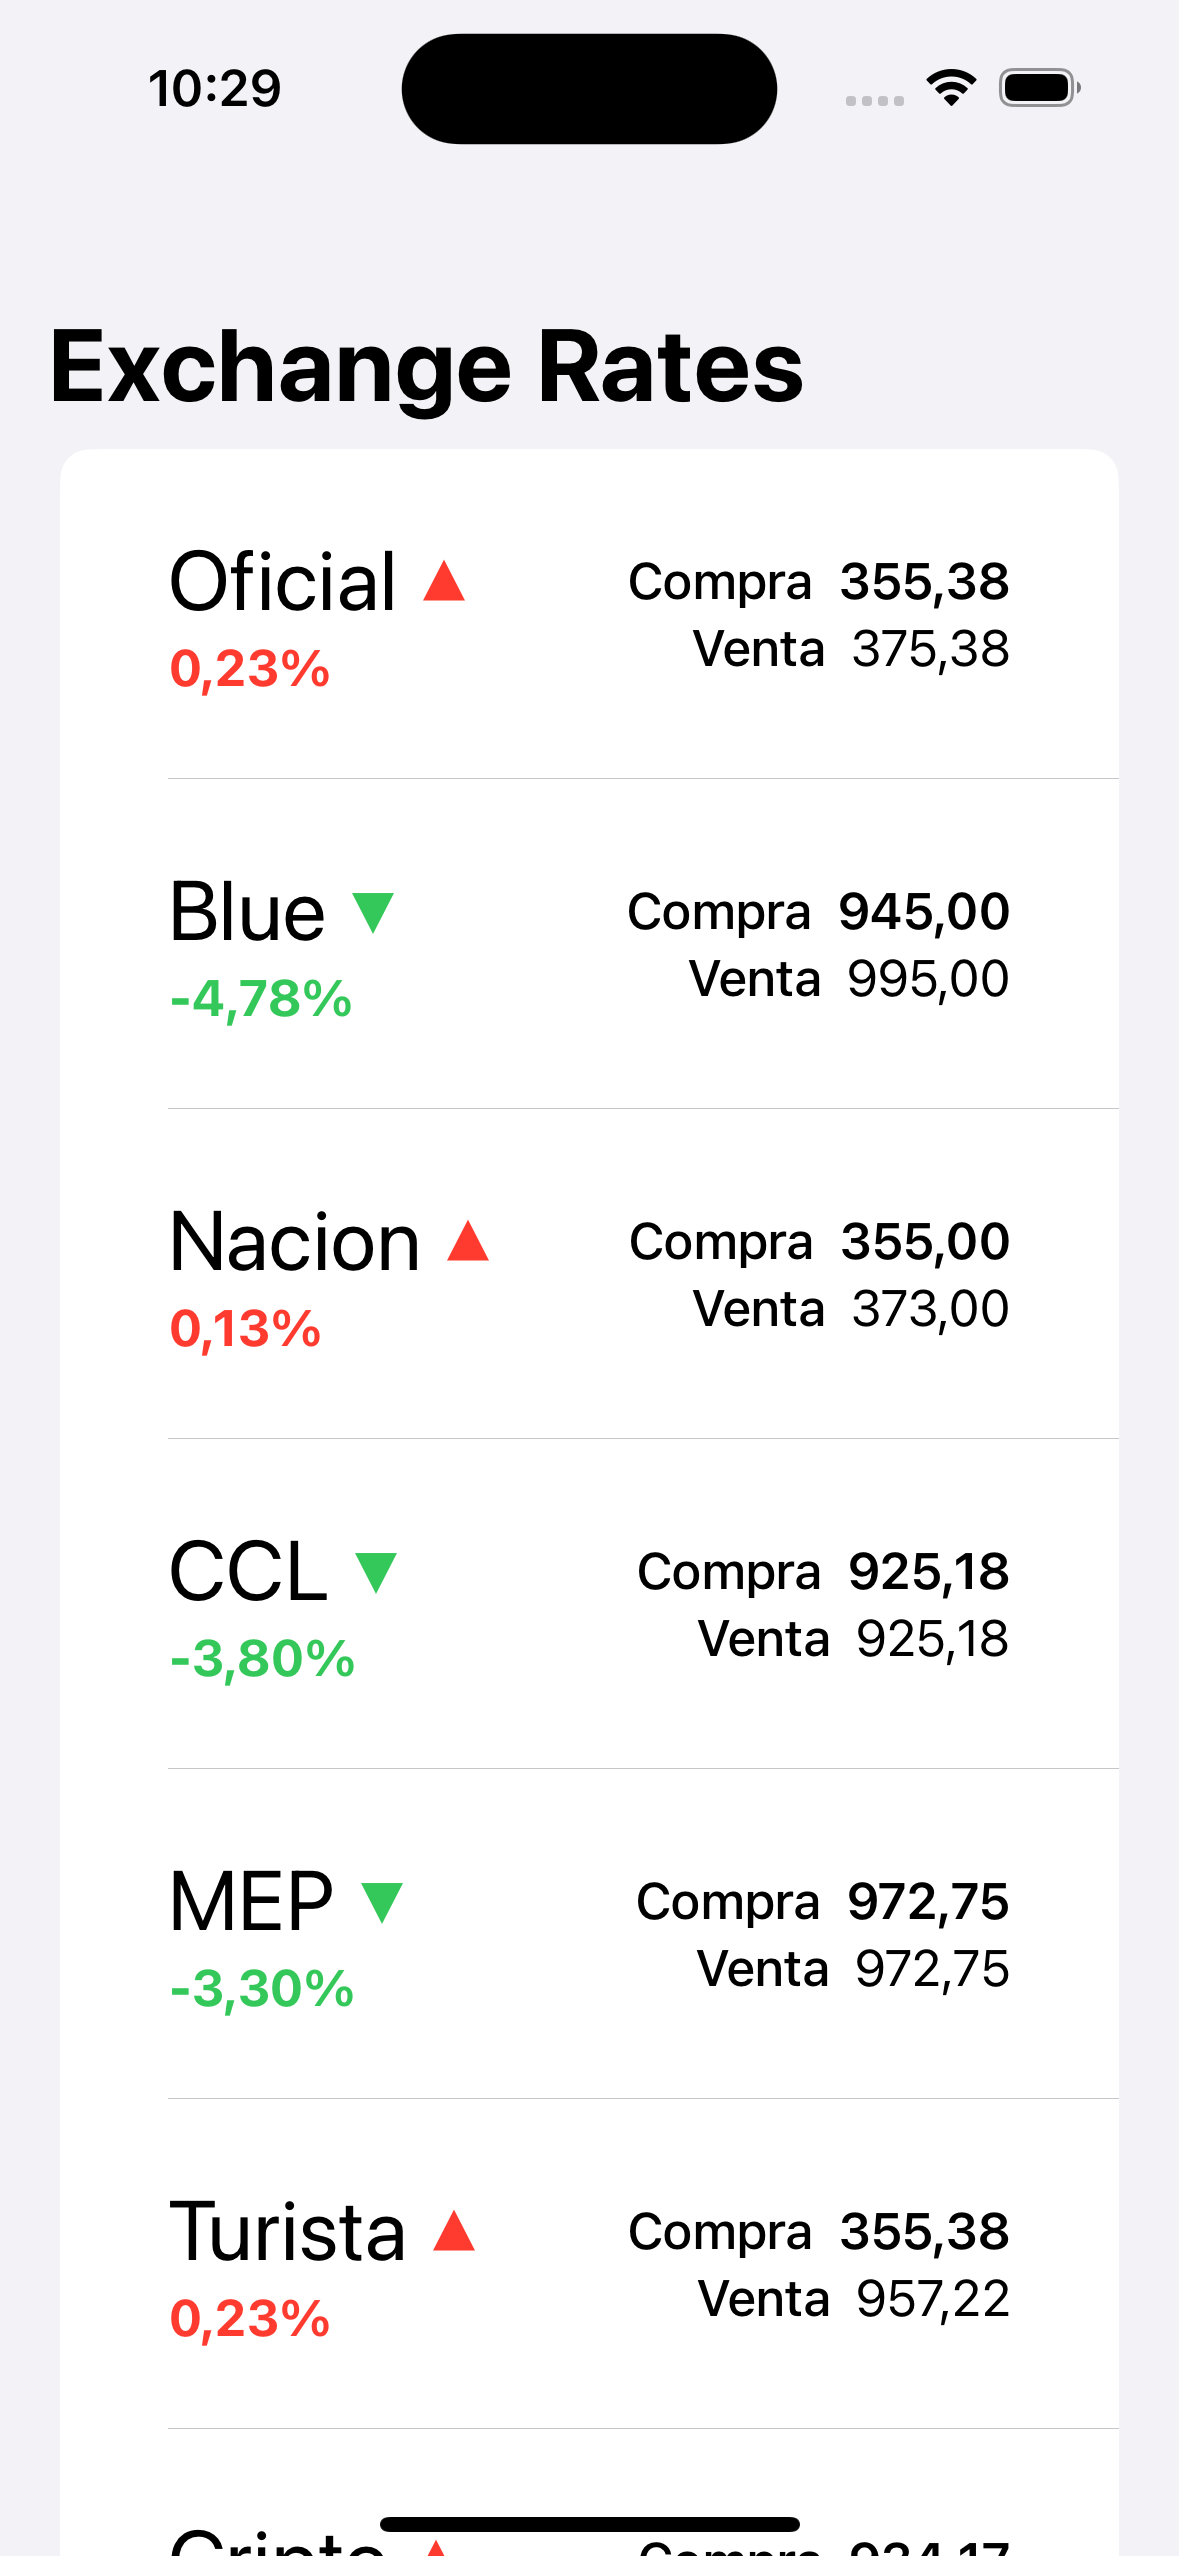 10:29
Exchange Rates
Oficial ▲
Compra 355,38
Venta 375,38
0,23%
Blue ▼
Compra 945,00
Venta 995,00
-4,78%
Nacion ▲
Compra 355,00
Venta 373,00
0,13%
CCL ▼
Compra 925,18
Venta 925,18
-3,80%
MEP ▼
Compra 972,75
Venta 972,75
-3,30%
Turista ▲
Compra 355,38
Venta 957,22
0,23%
Cripto ▲
Compra 934,17